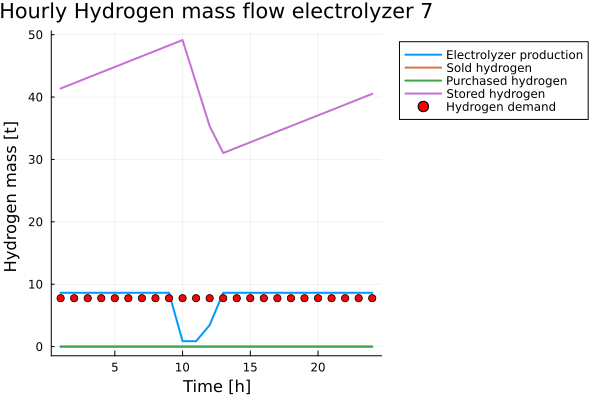 Hourly Hydrogen mass flow electrolyzer 7
Hydrogen mass [t]
50
40
30
20
10
0
5
10
15
20
Time [h]
Electrolyzer production
Sold hydrogen
Purchased hydrogen
Stored hydrogen
Hydrogen demand